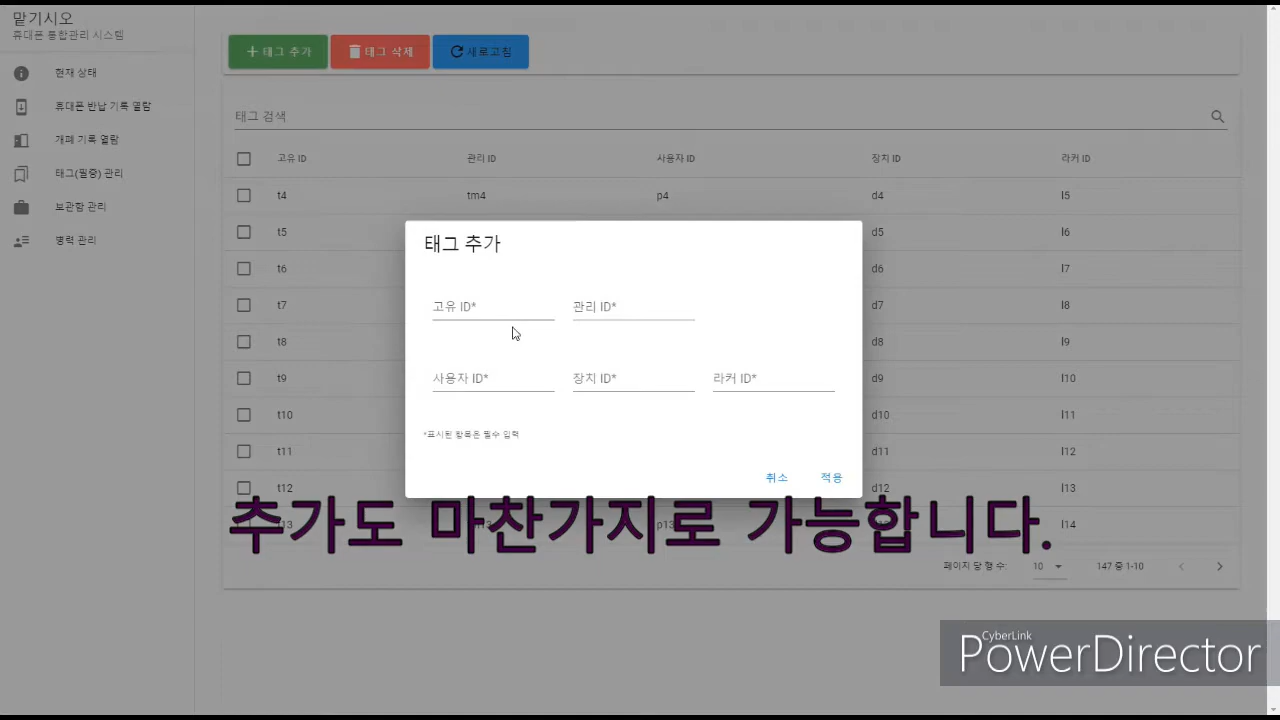 맡기시오
휴대폰 통합관리 시스템
현재 상태
휴대폰 반납 기록 열람
개폐 기록 열람
태그(필증) 관리
보관함 관리
병력 관리
태그 추가
태그 삭제
새로고침
태그 검색
고유 ID 관리 ID 사용자 ID 장치 ID 라커 ID
t4 tm4 p4 d4 l5
t5 d5 l6
t6 d6 l7
t7 d7 l8
t8 d8 l9
t9 d9 l10
t10 d10 l11
t11 d11 l12
t12 d12 l13
l14
페이지 당 행 수: 10 147 중 1-10
태그 추가
고유 ID* 관리 ID*
사용자 ID* 장치 ID* 라커 ID*
*표시된 항목은 필수 입력
취소 적용
추가도 마찬가지로 가능합니다.
CyberLink
PowerDirector